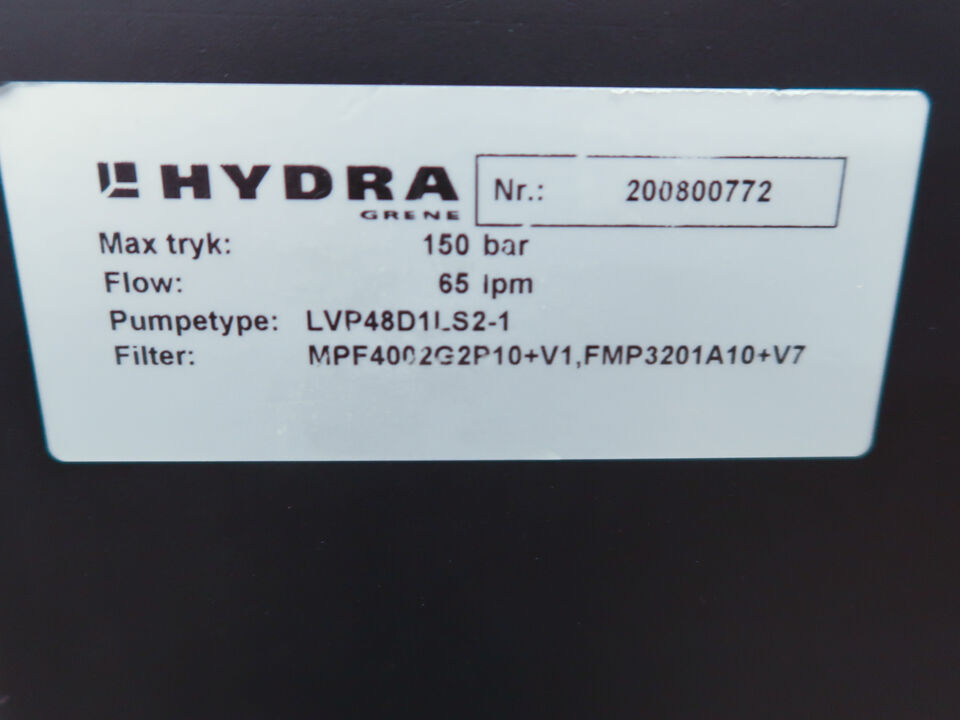 HYDRA
GRENE
Nr.: 200800772
Max tryk: 150 bar
Flow: 65 lpm
Pumpetype: LVP48D1LS2-1
Filter: MPF4002G2P10+V1,FMP3201A10+V7